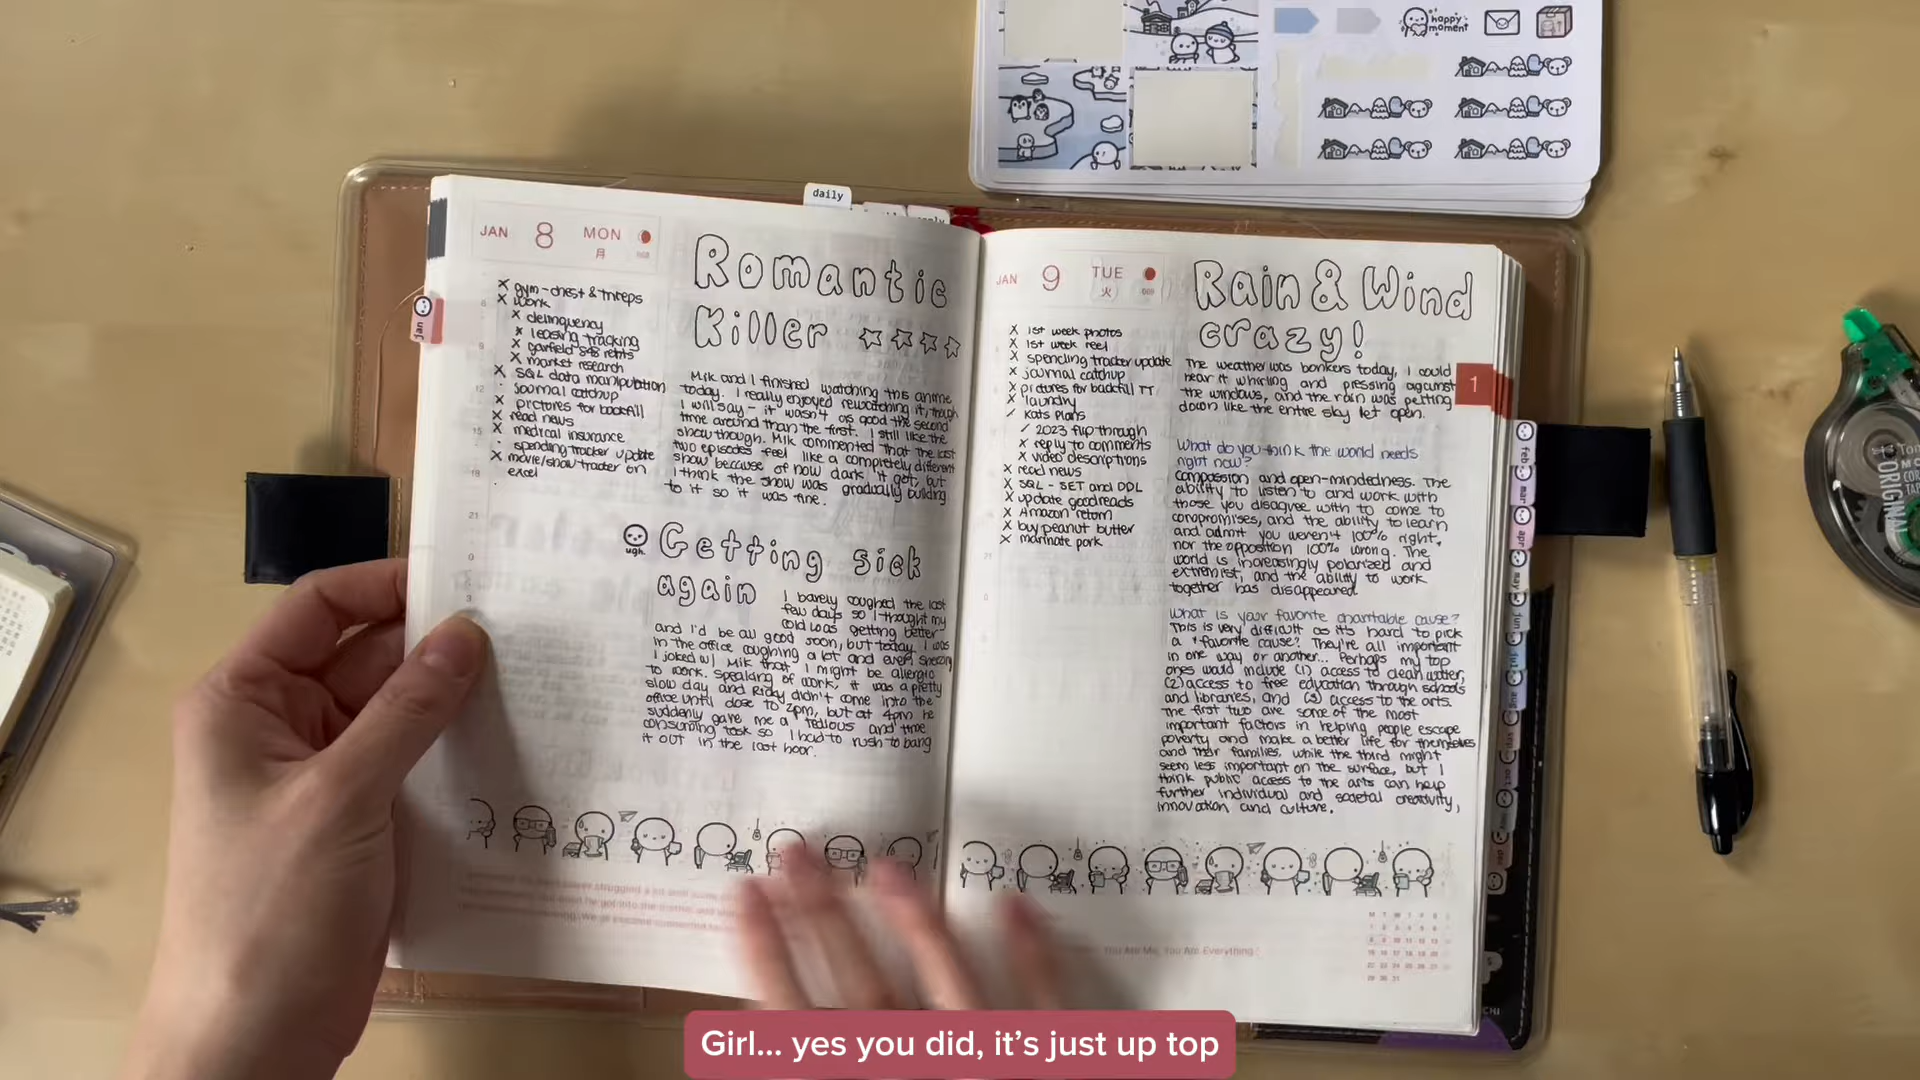 happy
moment
daily
JAN 8 MON
月
Romantic
Killer
x gym - chest & triceps
x work
x delinquency
x leasing tracking
x garfield 848 rents
x market research
x SQL data manipulation
· journal catchup
x pictures for backfill
x read news
x medical insurance
· spending tracker update
x movie/show tracker on
excel
Mik and I finished watching this anime
today. I really enjoyed rewatching it, though
I will say - it wasn't as good the second
time around than the first. I still like the
show though. Mik commented that the last
two episodes feel like a completely different
show because of how dark it got, but
I think the show was gradually building
to it so it was fine.
ugh.
Getting sick
again
I barely coughed the last
few days so I thought my
cold was getting better
and I'd be all good soon, but today I was
in the office coughing a lot and even sneezing
I joked w/ Mik that I might be allergic
to work. Speaking of work, it was a pretty
slow day and Ricky didn't come into the
office until close to 2pm, but at 4pm he
suddenly gave me a tedious and time
consuming task so I had to rush to bang
it out in the last hour.
JAN 9 TUE
火
Rain & Wind
crazy!
x 1st week photos
x 1st week reel
x spending tracker update
x journal catchup
x pictures for backfill TT
x laundry
/ Kats Plans
/ 2023 flip through
x reply to comments
x video descriptions
x read news
x SQL - SET and DDL
x update goodreads
x Amazon return
x buy peanut butter
x marinate pork
The weather was bonkers today, I could
hear it whirling and pressing against
the windows, and the rain was pelting
down like the entire sky let open.
What do you think the world needs
right now?
compassion and open-mindedness. The
ability to listen to and work with
those you disagree with to come to
compromises, and the ability to learn
and admit you weren't 100% right,
nor the opposition 100% wrong. The
world is increasingly polarized and
extremist, and the ability to work
together has disappeared.
What is your favorite charitable cause?
This is very difficult as it's hard to pick
a "favorite cause". They're all important
in one way or another... Perhaps my top
ones would include (1) access to clean water,
(2) access to free education through schools
and libraries, and (3) access to the arts.
The first two are some of the most
important factors in helping people escape
poverty and make a better life for themselves
and their families, while the third might
seem less important on the surface, but I
think public access to the arts can help
further individual and societal creativity,
innovation and culture.
1
jan
feb
mar
apr
may
jun
jul
You Are Me, You Are Everything
ORIGINAL
Girl... yes you did, it's just up top